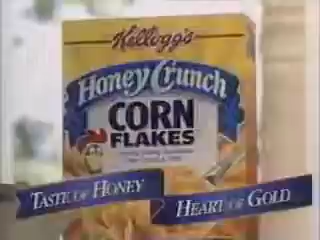 Kellogg's
Honey Crunch
CORN
FLAKES
TASTE OF HONEY
HEART OF GOLD